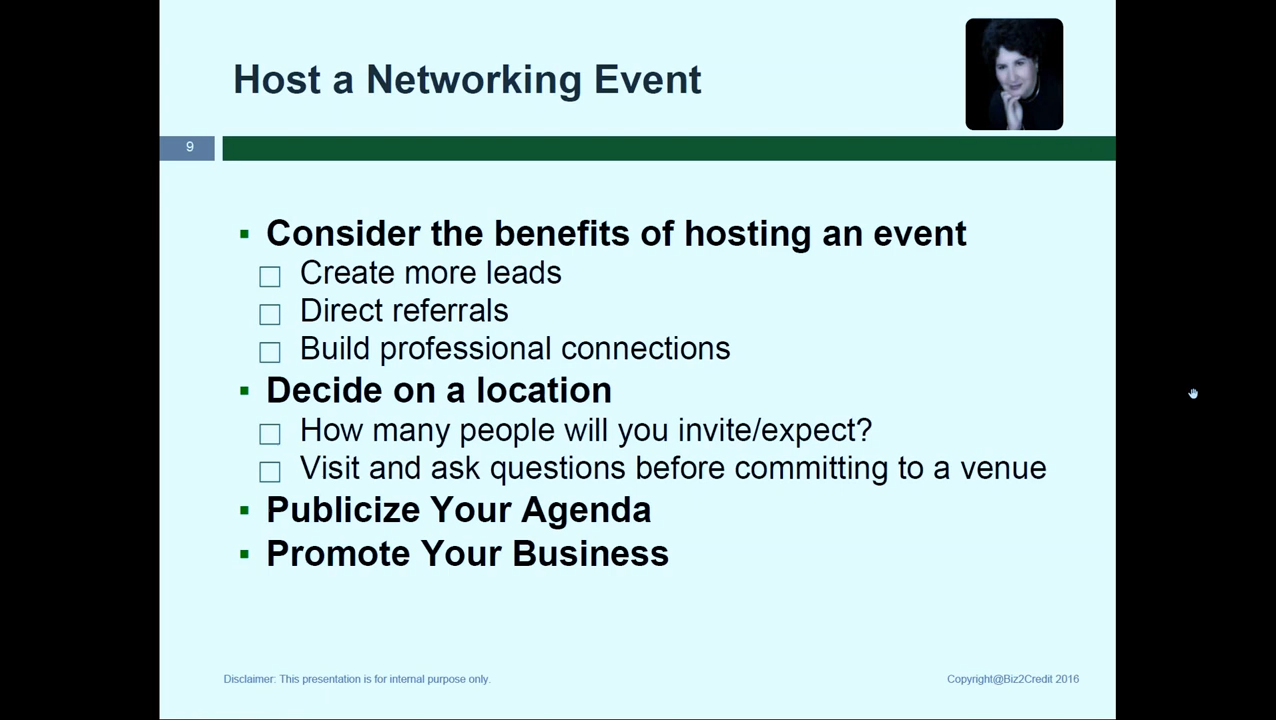 Host a Networking Event
9
Consider the benefits of hosting an event
Create more leads
Direct referrals
Build professional connections
Decide on a location
How many people will you invite/expect?
Visit and ask questions before committing to a venue
Publicize Your Agenda
Promote Your Business
Disclaimer: This presentation is for internal purpose only.
Copyright@Biz2Credit 2016